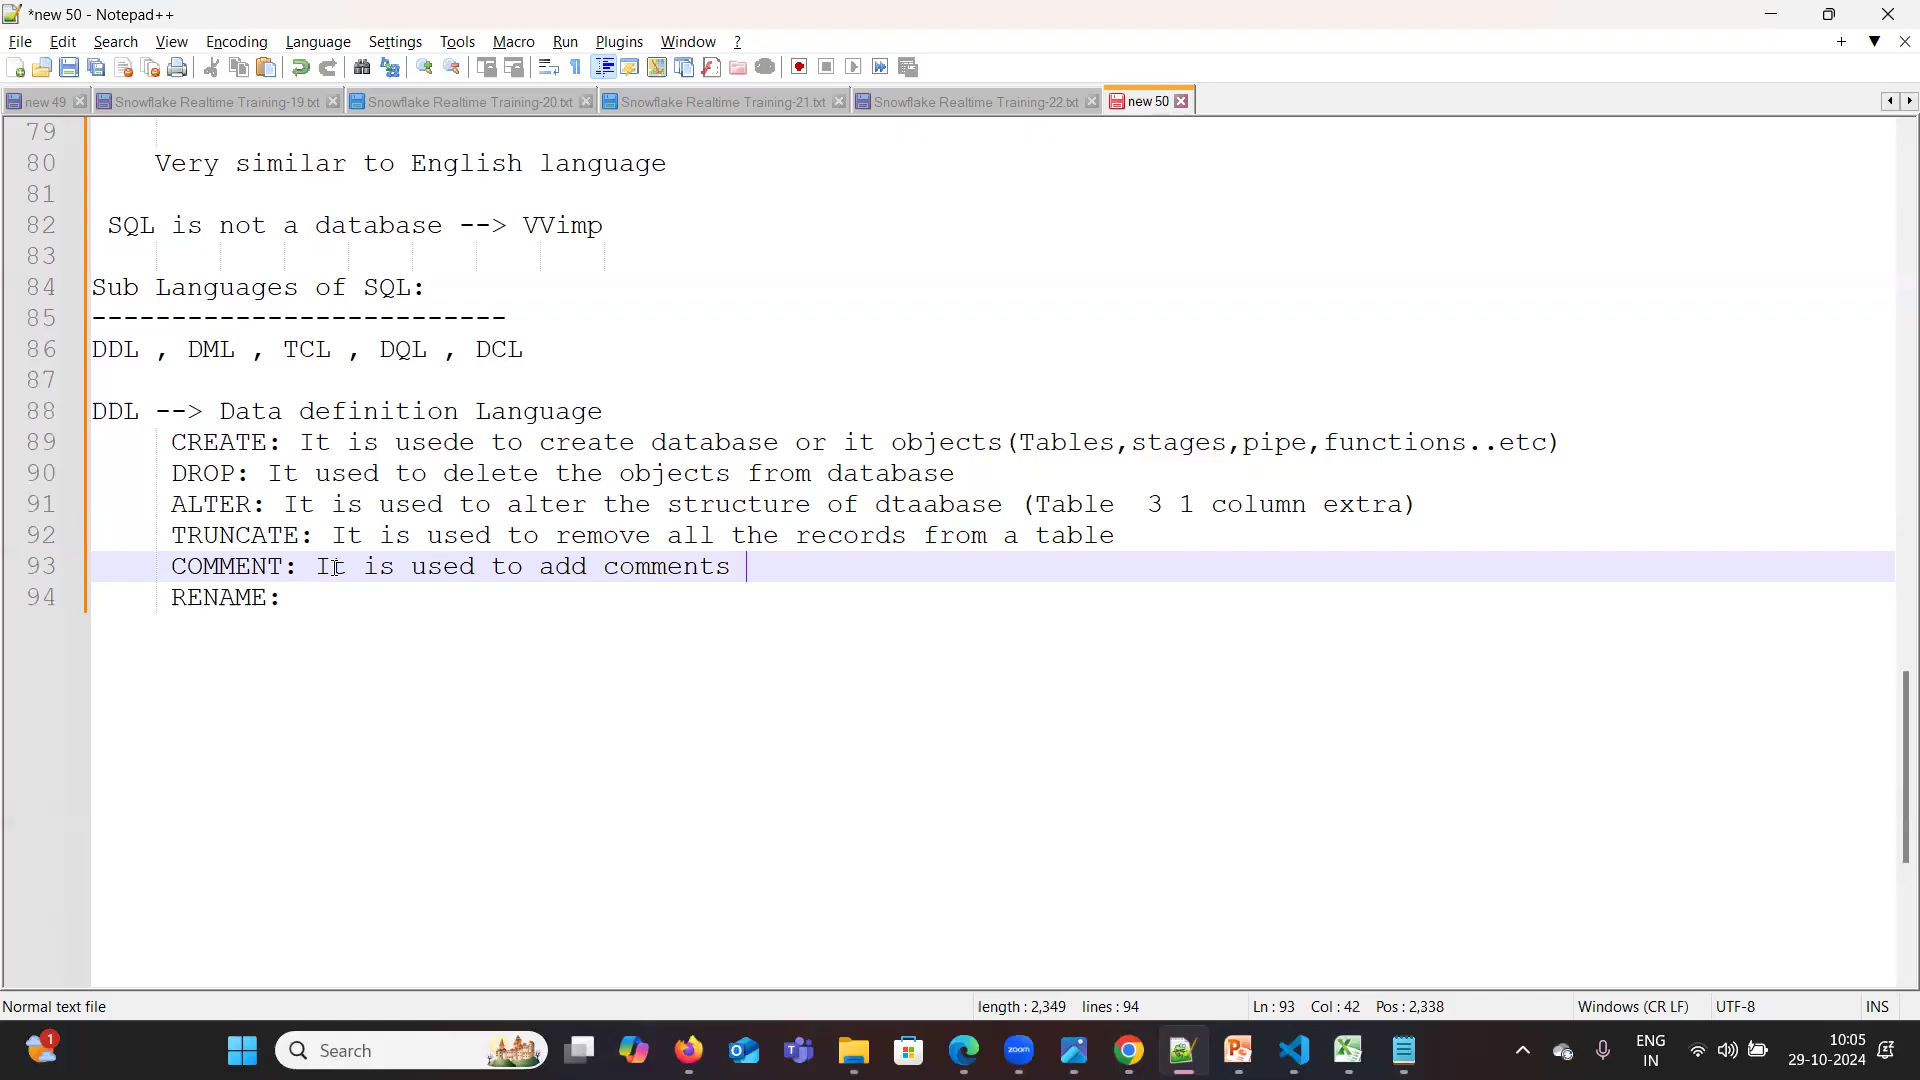 *new 50 - Notepad++
File Edit Search View Encoding Language Settings Tools Macro Run Plugins Window ?
new 49 Snowflake Realtime Training-19.txt Snowflake Realtime Training-20.txt Snowflake Realtime Training-21.txt Snowflake Realtime Training-22.txt new 50
79
80 Very similar to English language
81
82 SQL is not a database --> VVimp
83
84 Sub Languages of SQL:
85 --------------------------
86 DDL , DML , TCL , DQL , DCL
87
88 DDL --> Data definition Language
89 CREATE: It is usede to create database or it objects(Tables,stages,pipe,functions..etc)
90 DROP: It used to delete the objects from database
91 ALTER: It is used to alter the structure of dtaabase (Table  3 1 column extra)
92 TRUNCATE: It is used to remove all the records from a table
93 COMMENT: It is used to add comments
94 RENAME:
Normal text file length : 2,349 lines : 94 Ln : 93 Col : 42 Pos : 2,338 Windows (CR LF) UTF-8 INS
1 Search zoom ENG IN 10:05 29-10-2024